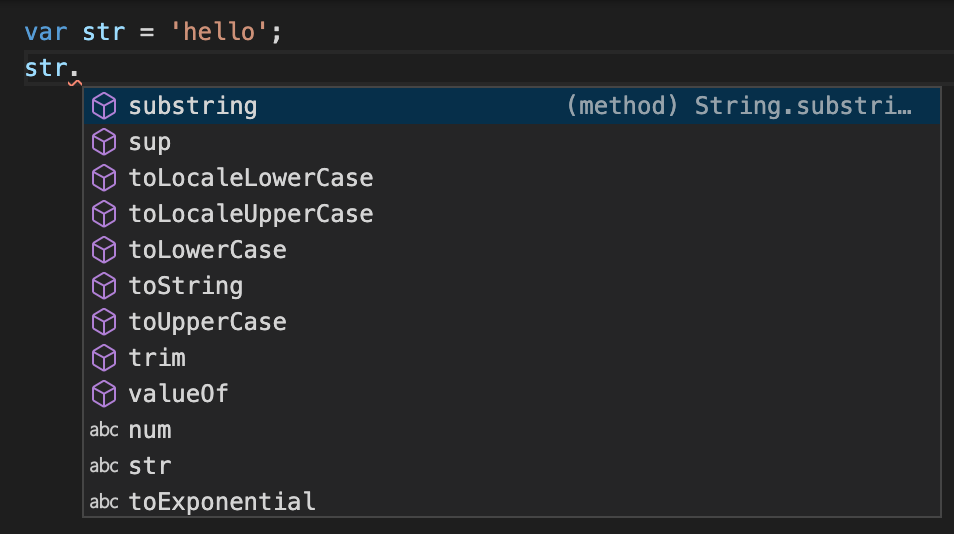 var str = 'hello';
str.
substring (method) String.substri…
sup
toLocaleLowerCase
toLocaleUpperCase
toLowerCase
toString
toUpperCase
trim
valueOf
abc num
abc str
abc toExponential